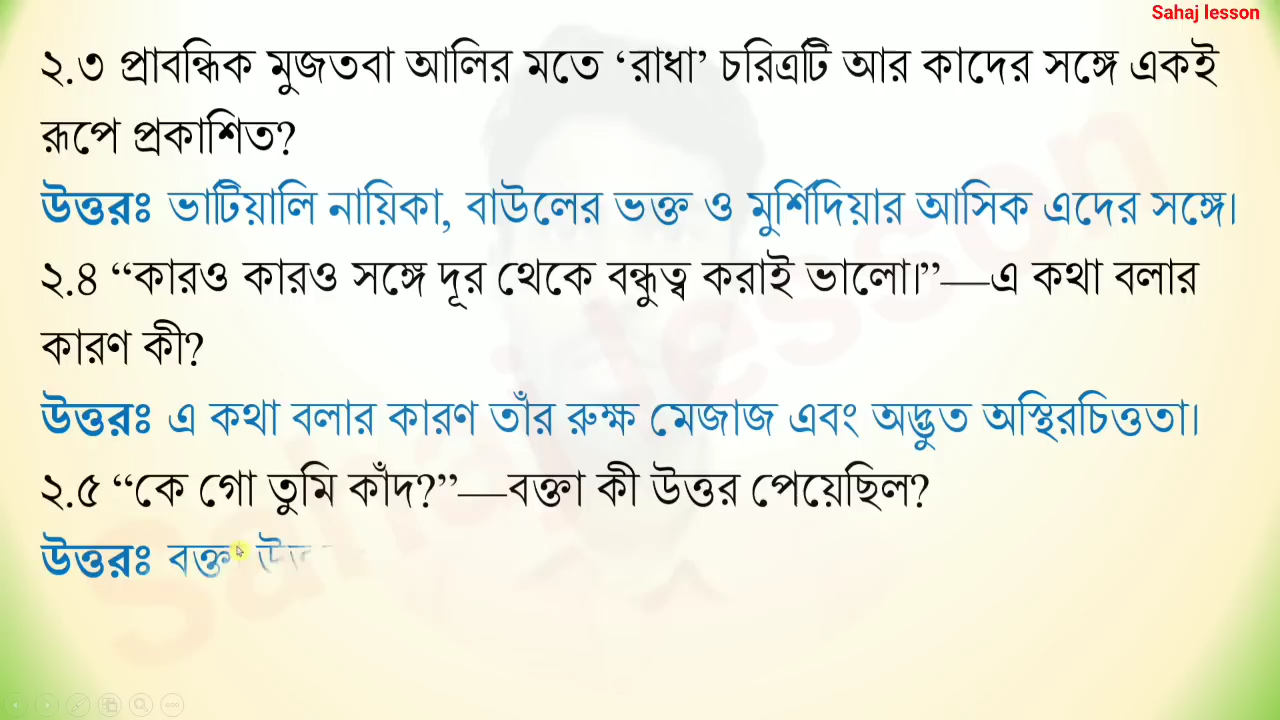 Sahaj lesson
২.৩ প্রাবন্ধিক মুজতবা আলির মতে ‘রাধা’ চরিত্রটি আর কাদের সঙ্গে একই
রূপে প্রকাশিত?
উত্তরঃ ভাটিয়ালি নায়িকা, বাউলের ভক্ত ও মুর্শিদিয়ার আসিক এদের সঙ্গে।
২.৪ “কারও কারও সঙ্গে দূর থেকে বন্ধুত্ব করাই ভালো।”—এ কথা বলার
কারণ কী?
উত্তরঃ এ কথা বলার কারণ তাঁর রুক্ষ মেজাজ এবং অদ্ভুত অস্থিরচিত্ততা।
২.৫ “কে গো তুমি কাঁদ?”—বক্তা কী উত্তর পেয়েছিল?
উত্তরঃ
Sahaj lesson